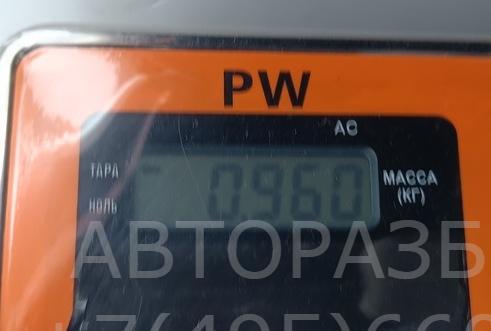 PW
AC
ТАРА 0.960 МАССА
НОЛЬ (КГ)
АВТОРАЗБ